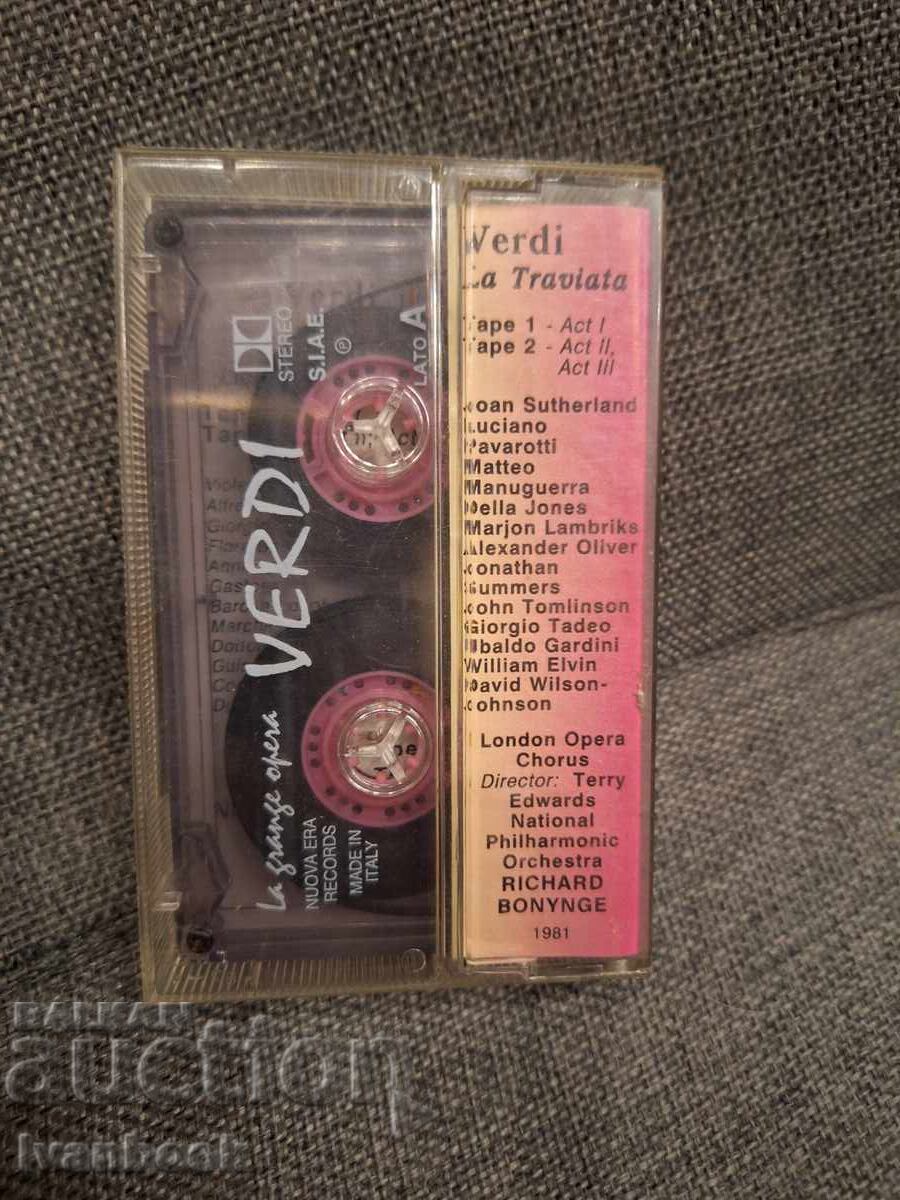 Verdi
La Traviata
Tape 1 - Act I
Tape 2 - Act II,
Act III
Joan Sutherland
Luciano
Pavarotti
Matteo
Manuguerra
Della Jones
Marjon Lambriks
Alexander Oliver
Jonathan
Summers
John Tomlinson
Giorgio Tadeo
Ubaldo Gardini
William Elvin
David Wilson-
Johnson
London Opera
Chorus
Director: Terry
Edwards
National
Philharmonic
Orchestra
RICHARD
BONYNGE
1981
La grange opera VERDI
STEREO
S.I.A.E.
Ⓟ
LATO A
NUOVA ERA
RECORDS
MADE IN
ITALY
BALKAN
auction
Ivanbook